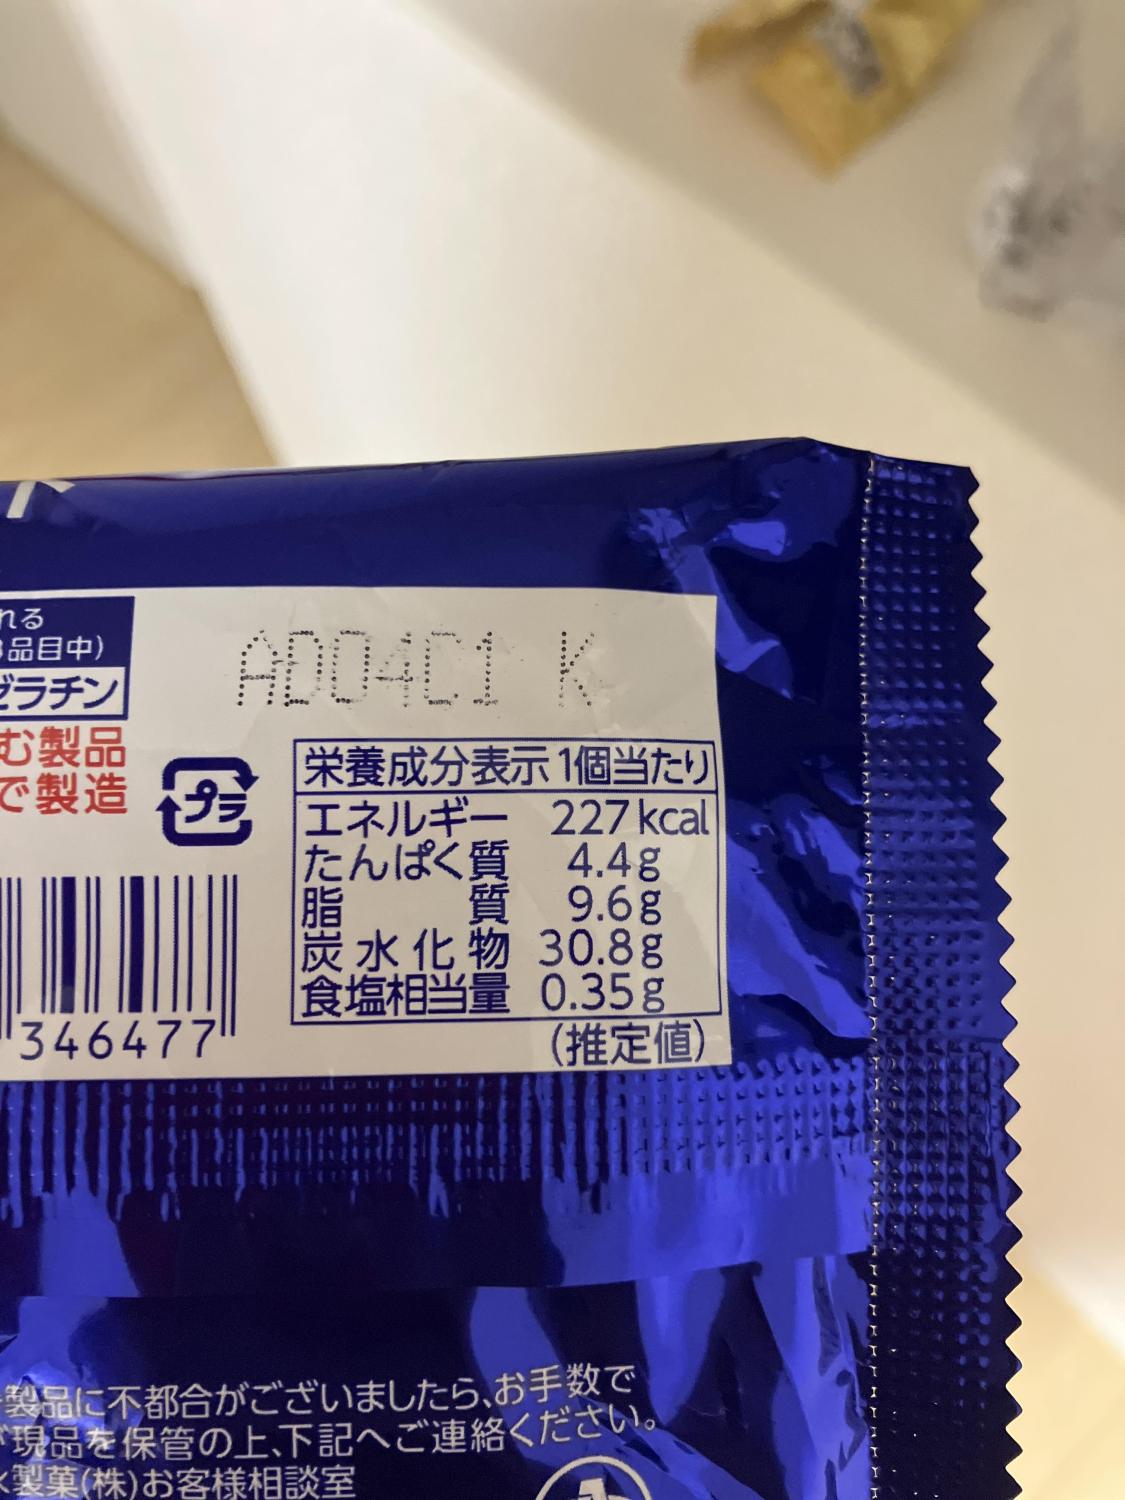 れる
品目中）
ゼラチン
む製品
で製造
AD04C1 K
プラ
栄養成分表示 1個当たり
エネルギー 227kcal
たんぱく質 4.4g
脂質 9.6g
炭水化物 30.8g
食塩相当量 0.35g
（推定値）
346477
製品に不都合がございましたら、お手数で
が現品を保管の上、下記へご連絡ください。
製菓(株)お客様相談室